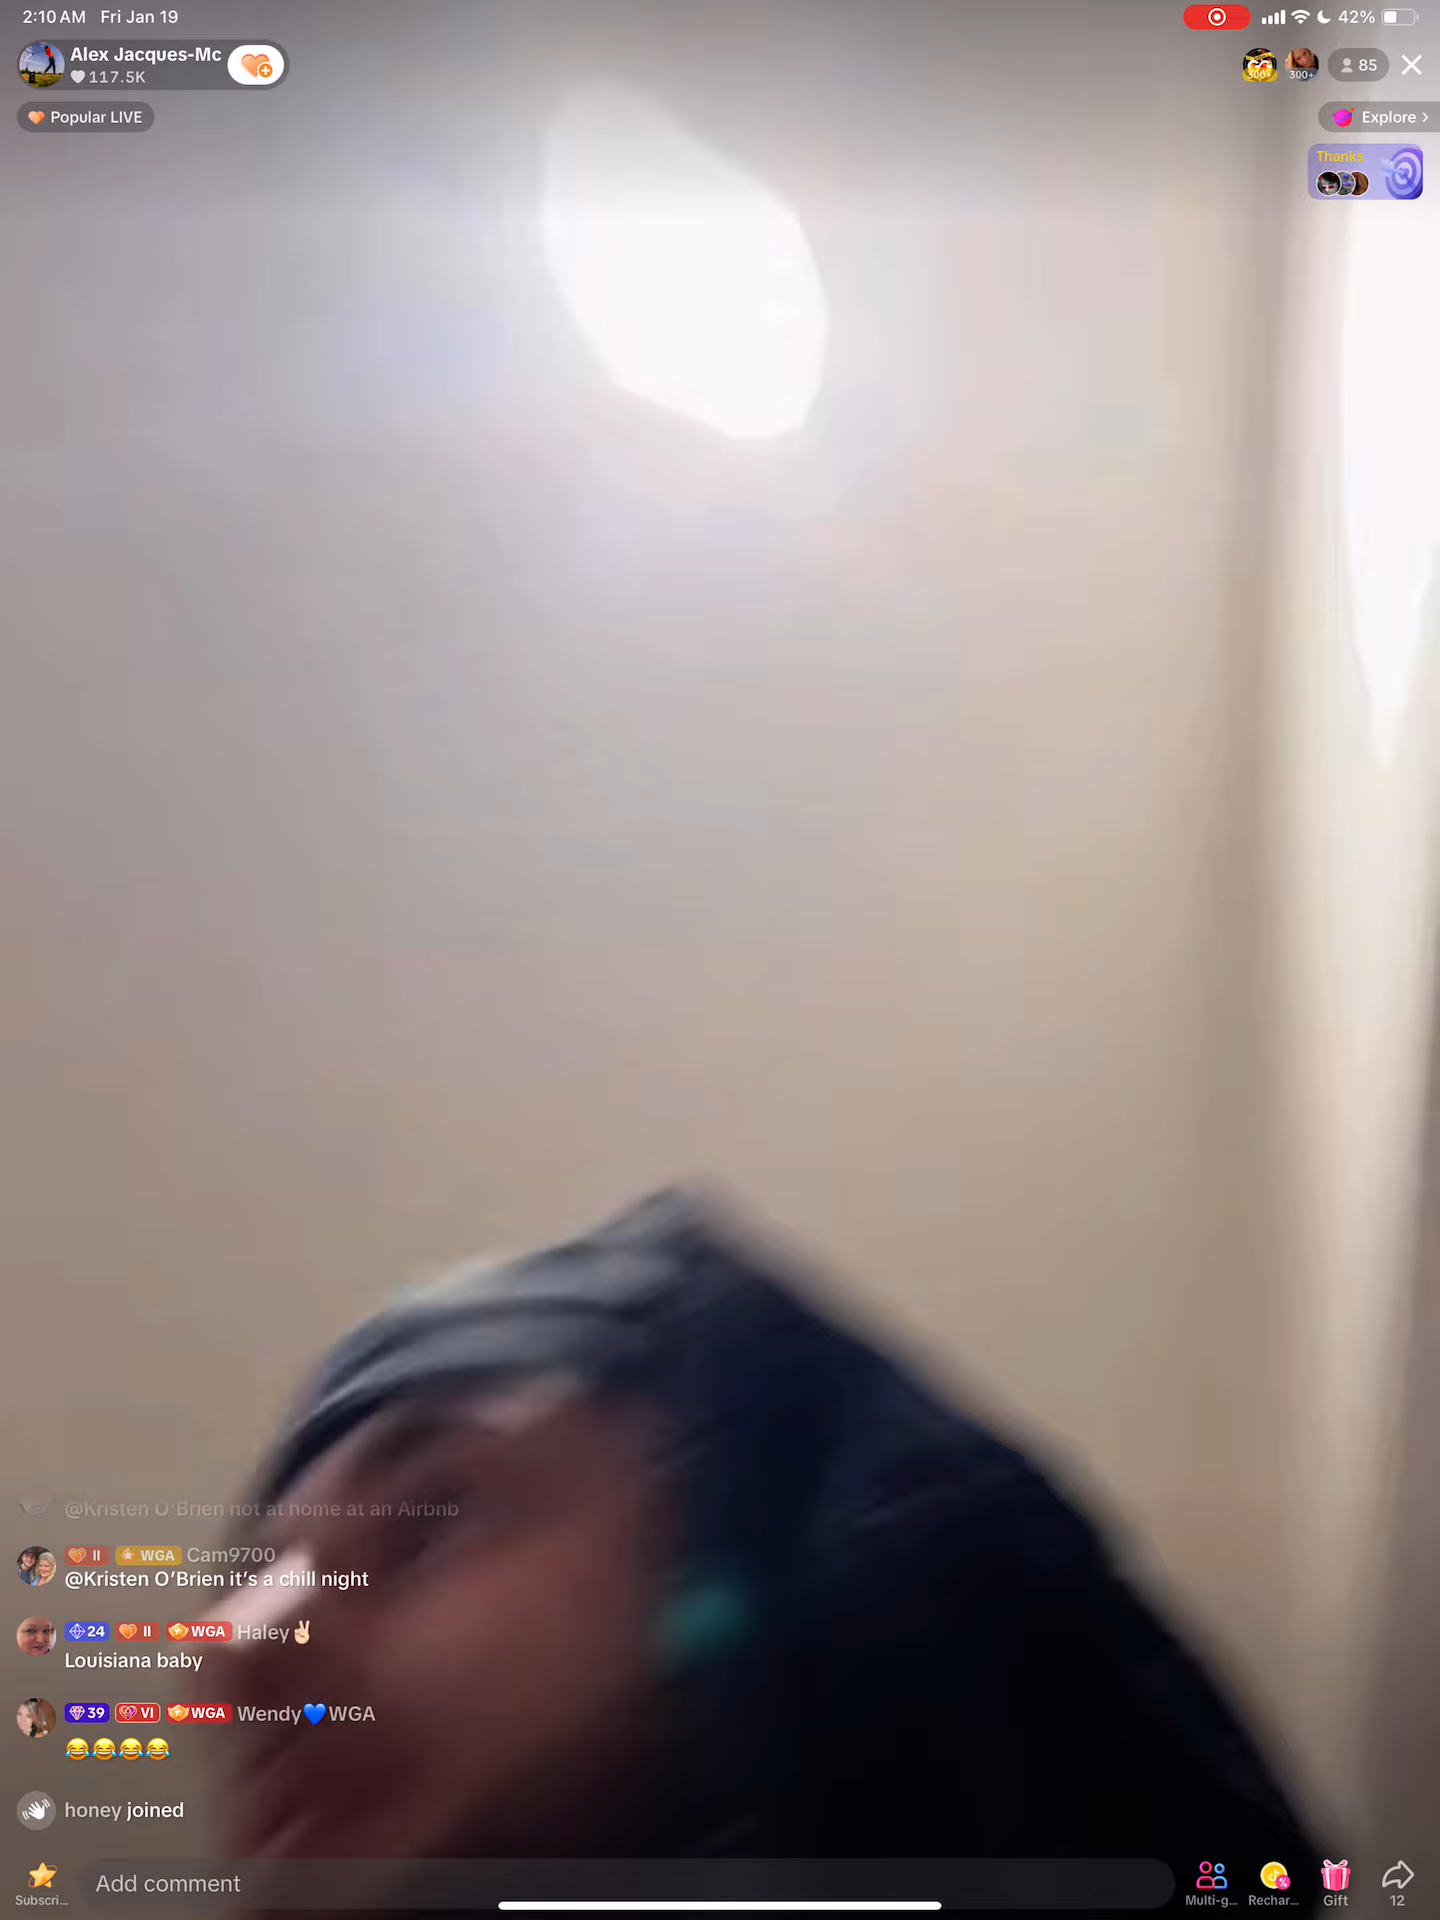 2:10 AM Fri Jan 19
42%
Alex Jacques-Mc
117.5K
300+
300+
85
Popular LIVE
Explore >
Thanks
@Kristen O'Brien not at home at an Airbnb
II WGA Cam9700
@Kristen O'Brien it's a chill night
24 II WGA Haley✌🏻
Louisiana baby
39 VI WGA Wendy💙WGA
😂😂😂😂
honey joined
Subscri...
Add comment
Multi-g...
Rechar...
Gift
12